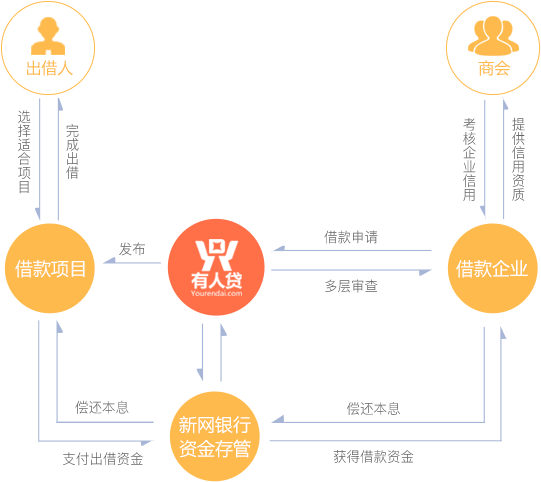 出借人
商会
选择适合项目
完成出借
考核企业信用
提供信用资质
借款项目
发布
有人贷
Yourendai.com
借款申请
多层审查
借款企业
偿还本息
支付出借资金
新网银行
资金存管
偿还本息
获得借款资金